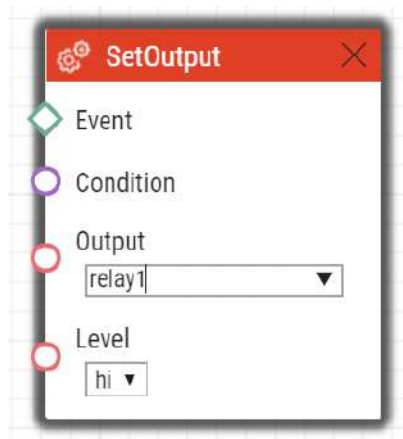 SetOutput
Event
Condition
Output
relay1
Level
hi